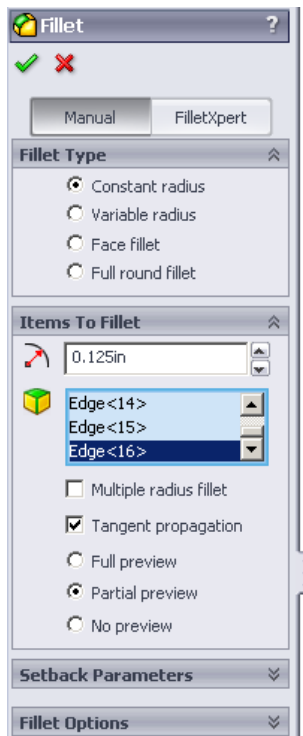 Fillet ?
Manual FilletXpert
Fillet Type
Constant radius
Variable radius
Face fillet
Full round fillet
Items To Fillet
0.125in
Edge<14>
Edge<15>
Edge<16>
Multiple radius fillet
Tangent propagation
Full preview
Partial preview
No preview
Setback Parameters
Fillet Options